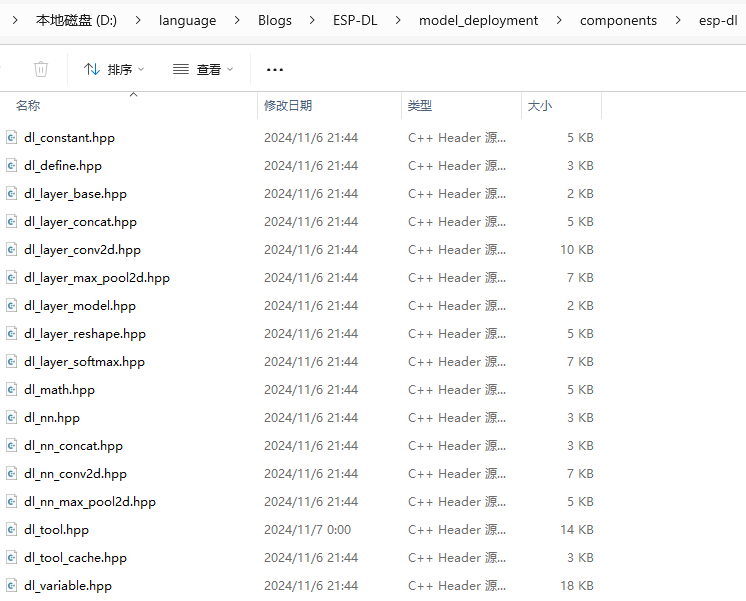 本地磁盘 (D:) > language > Blogs > ESP-DL > model_deployment > components > esp-dl
排序 查看 ...
名称 修改日期 类型 大小
dl_constant.hpp 2024/11/6 21:44 C++ Header 源... 5 KB
dl_define.hpp 2024/11/6 21:44 C++ Header 源... 3 KB
dl_layer_base.hpp 2024/11/6 21:44 C++ Header 源... 2 KB
dl_layer_concat.hpp 2024/11/6 21:44 C++ Header 源... 5 KB
dl_layer_conv2d.hpp 2024/11/6 21:44 C++ Header 源... 10 KB
dl_layer_max_pool2d.hpp 2024/11/6 21:44 C++ Header 源... 7 KB
dl_layer_model.hpp 2024/11/6 21:44 C++ Header 源... 2 KB
dl_layer_reshape.hpp 2024/11/6 21:44 C++ Header 源... 5 KB
dl_layer_softmax.hpp 2024/11/6 21:44 C++ Header 源... 7 KB
dl_math.hpp 2024/11/6 21:44 C++ Header 源... 5 KB
dl_nn.hpp 2024/11/6 21:44 C++ Header 源... 3 KB
dl_nn_concat.hpp 2024/11/6 21:44 C++ Header 源... 3 KB
dl_nn_conv2d.hpp 2024/11/6 21:44 C++ Header 源... 7 KB
dl_nn_max_pool2d.hpp 2024/11/6 21:44 C++ Header 源... 5 KB
dl_tool.hpp 2024/11/7 0:00 C++ Header 源... 14 KB
dl_tool_cache.hpp 2024/11/6 21:44 C++ Header 源... 3 KB
dl_variable.hpp 2024/11/6 21:44 C++ Header 源... 18 KB